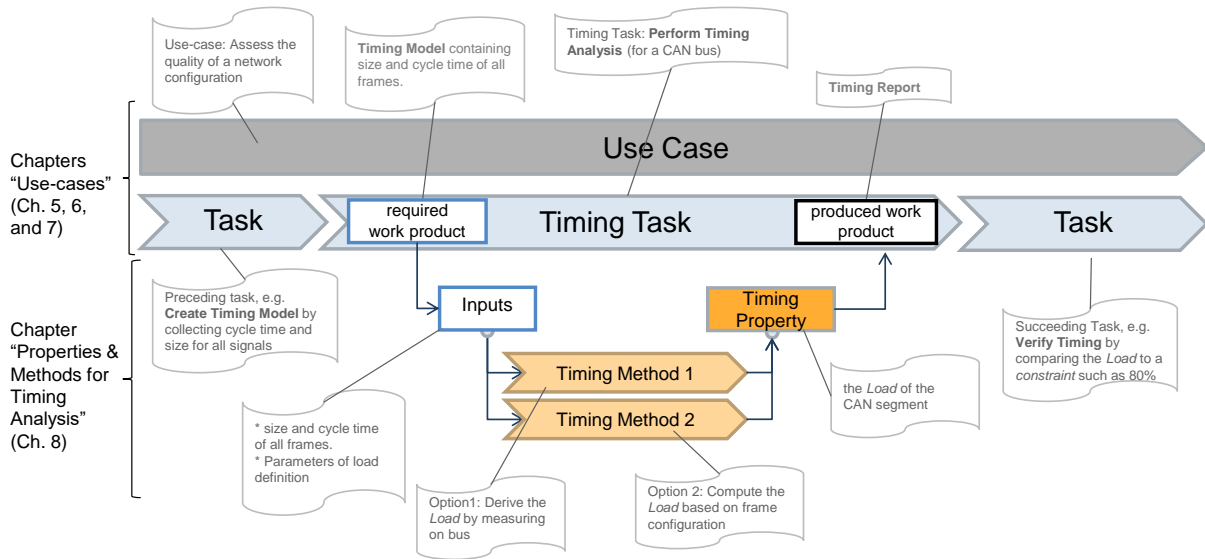 Use-case: Assess the
quality of a network
configuration
Timing Model containing
size and cycle time of all
frames.
Timing Task: Perform Timing
Analysis (for a CAN bus)
Timing Report
Chapters
“Use-cases”
(Ch. 5, 6,
and 7)
Use Case
Task
required
work product
Timing Task
produced work
product
Task
Chapter
“Properties &
Methods for
Timing
Analysis”
(Ch. 8)
Preceding task, e.g.
Create Timing Model by
collecting cycle time and
size for all signals
Inputs
Timing
Property
Succeeding Task, e.g.
Verify Timing by
comparing the Load to a
constraint such as 80%
Timing Method 1
Timing Method 2
the Load of the
CAN segment
* size and cycle time
of all frames.
* Parameters of load
definition
Option1: Derive the
Load by measuring
on bus
Option 2: Compute the
Load based on frame
configuration